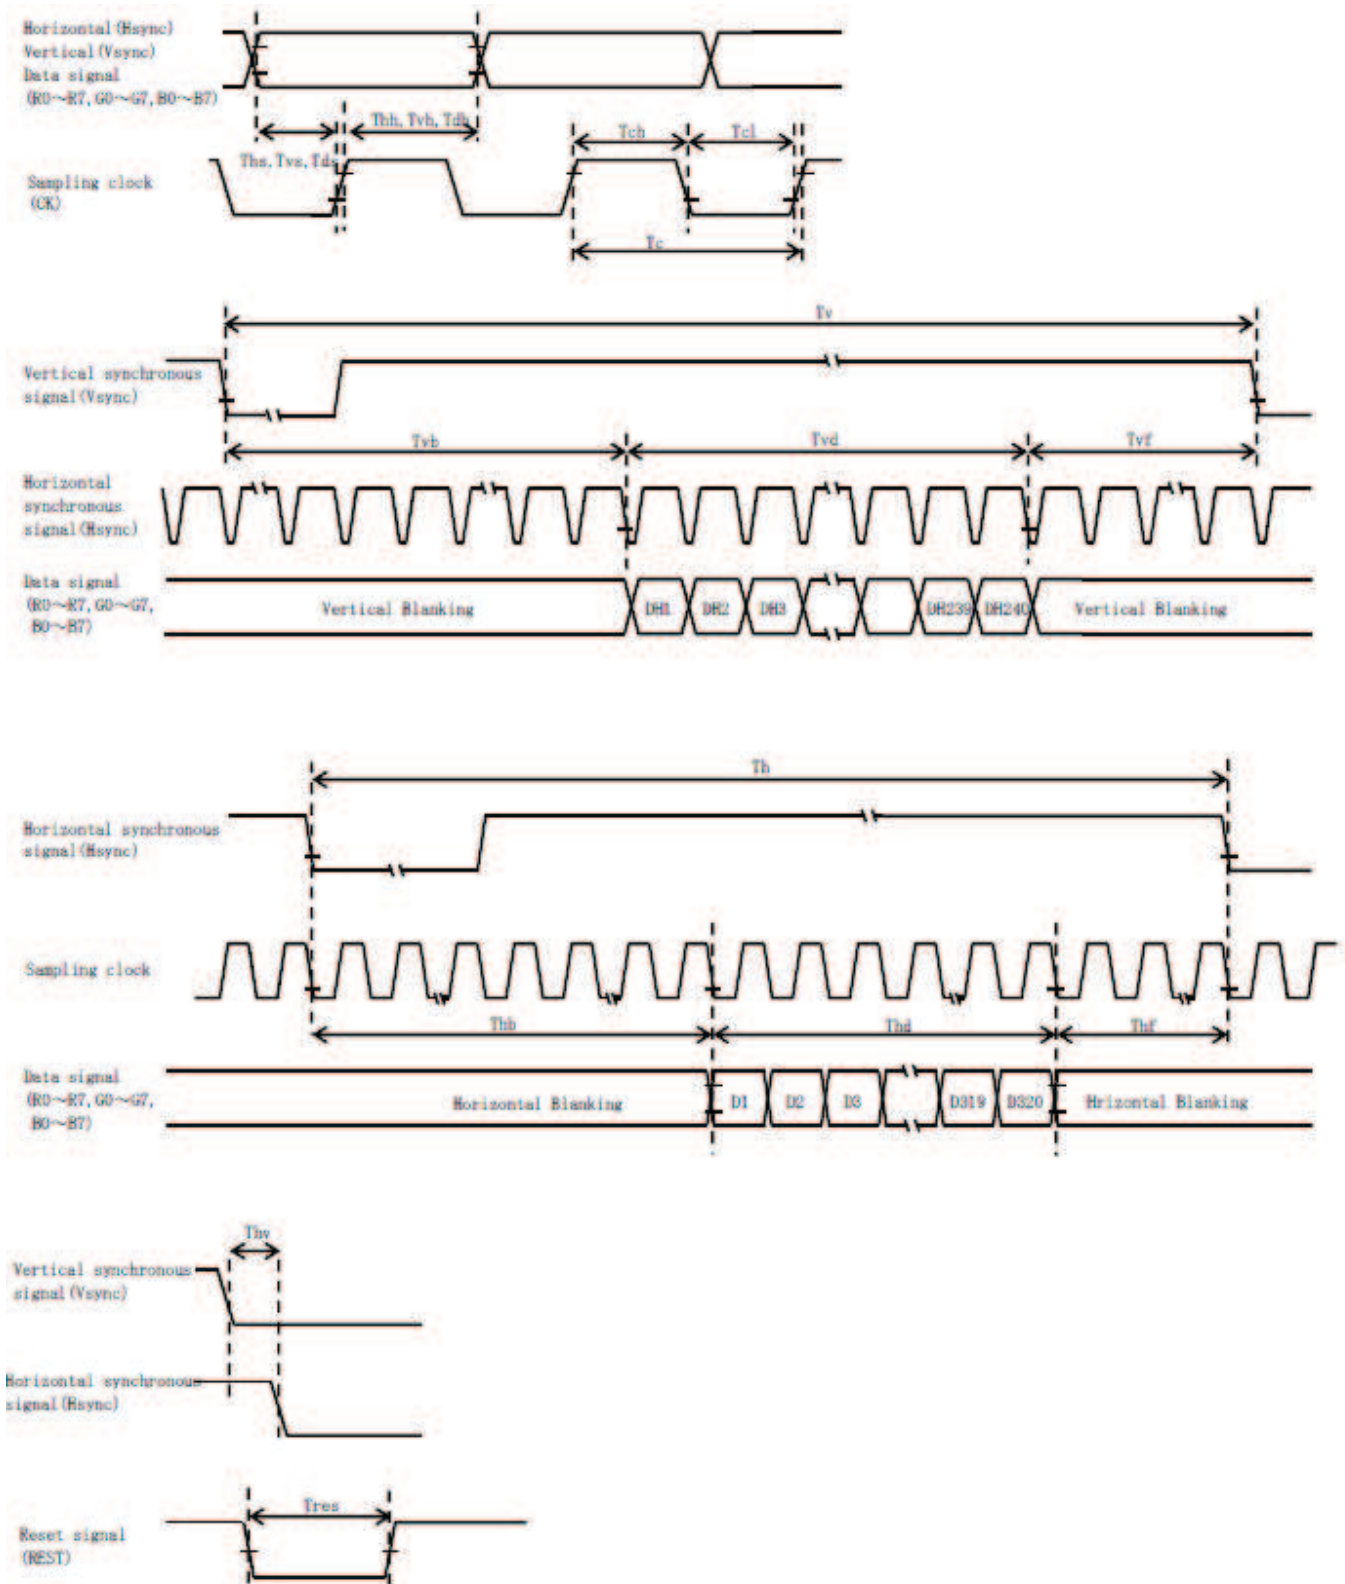 Horizontal(Hsync)
Vertical(Vsync)
Data signal
(R0～R7,G0～G7,B0～B7)
Thh,Tvh,Tdh
Tch
Tcl
Ths,Tvs,Tds
Sampling clock
(CK)
Tc
Tv
Vertical synchronous
signal(Vsync)
Tvb
Tvd
Tvf
Horizontal
synchronous
signal(Hsync)
Data signal
(R0～R7,G0～G7,
B0～B7)
Vertical Blanking
DH1
DH2
DH3
DH239
DH240
Vertical Blanking
Th
Horizontal synchronous
signal(Hsync)
Sampling clock
Thb
Thd
Thf
Data signal
(R0～R7,G0～G7,
B0～B7)
Horizontal Blanking
D1
D2
D3
D319
D320
Hrizontal Blanking
Thv
Vertical synchronous
signal(Vsync)
Horizontal synchronous
signal(Hsync)
Tres
Reset signal
(REST)